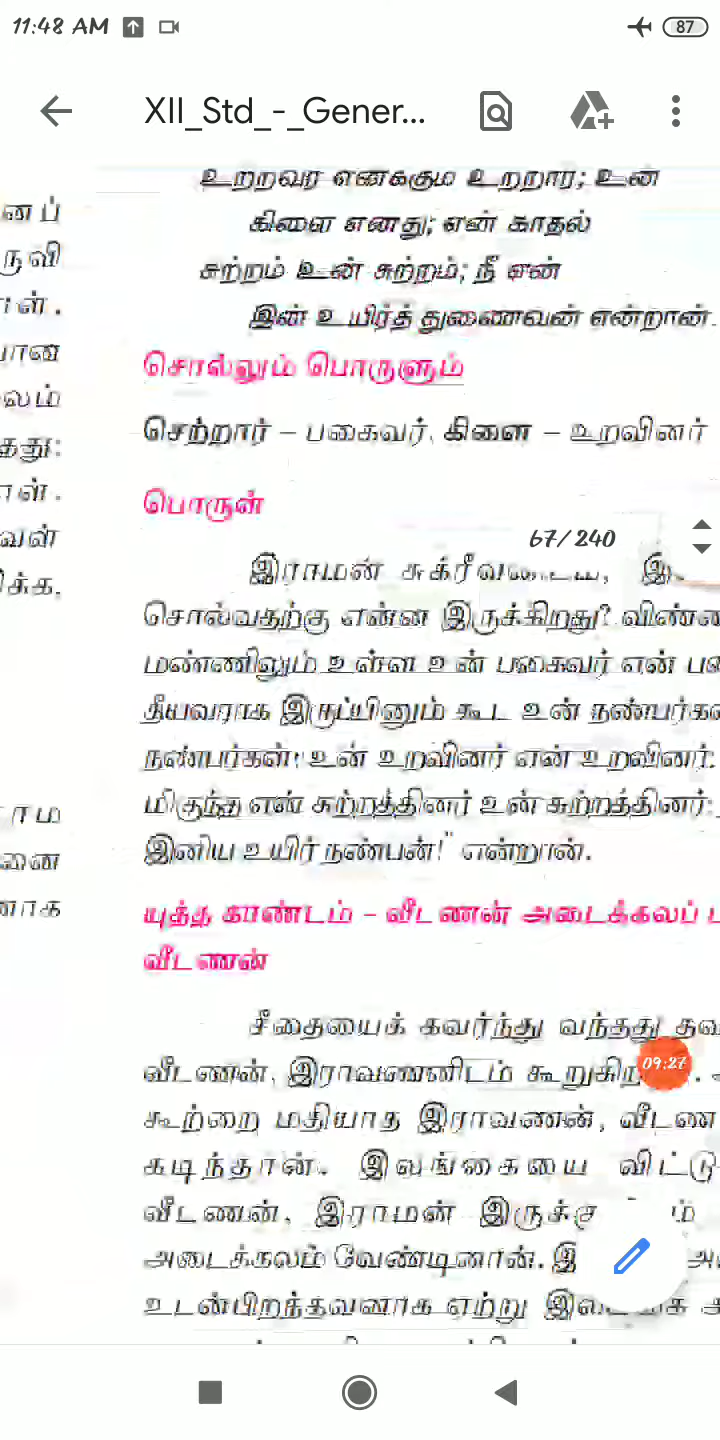 11:48 AM
87
XII_Std_-_Gener...
ணப்
ருவி
ள்.
லம்
ள்.
வள்
க்க.
ராம
ணை
ணாக
உற்றவர் எனக்கும் உற்றார்; உன்
கிளை எனது; என் காதல்
சுற்றம் உன் சுற்றம்; நீ என்
இன் உயிர்த் துணைவன் என்றான்.
சொல்லும் பொருளும்
செற்றார் – பகைவர், கிளை – உறவினர்
பொருள்
67/240
இராமன்
சொல்வதற்கு என்ன இருக்கிறது? விண்ண
மண்ணிலும் உள்ள உன் பகைவர் என் ப
தீயவராக இருப்பினும் கூட உன் நண்பர்க
நண்பர்கள்! உன் உறவினர் என் உறவினர்.
மிகுந்த என் சுற்றத்தினர் உன் சுற்றத்தினர்;
இனிய உயிர் நண்பன்!" என்றான்.
யுத்த காண்டம் – வீடணன் அடைக்கலப் ப
வீடணன்
சீதையைக் கவர்ந்து வந்தது தவ
வீடணன், இராவணனிடம் கூறுகிற
09:27
கூற்றை மதியாத இராவணன், வீடண
கடிந்தான். இலங்கையை விட்டு
வீடணன், இராமன் இருக்கு ம்
அடைக்கலம் வேண்டினான். இ
உடன்பிறந்தவனாக ஏற்று